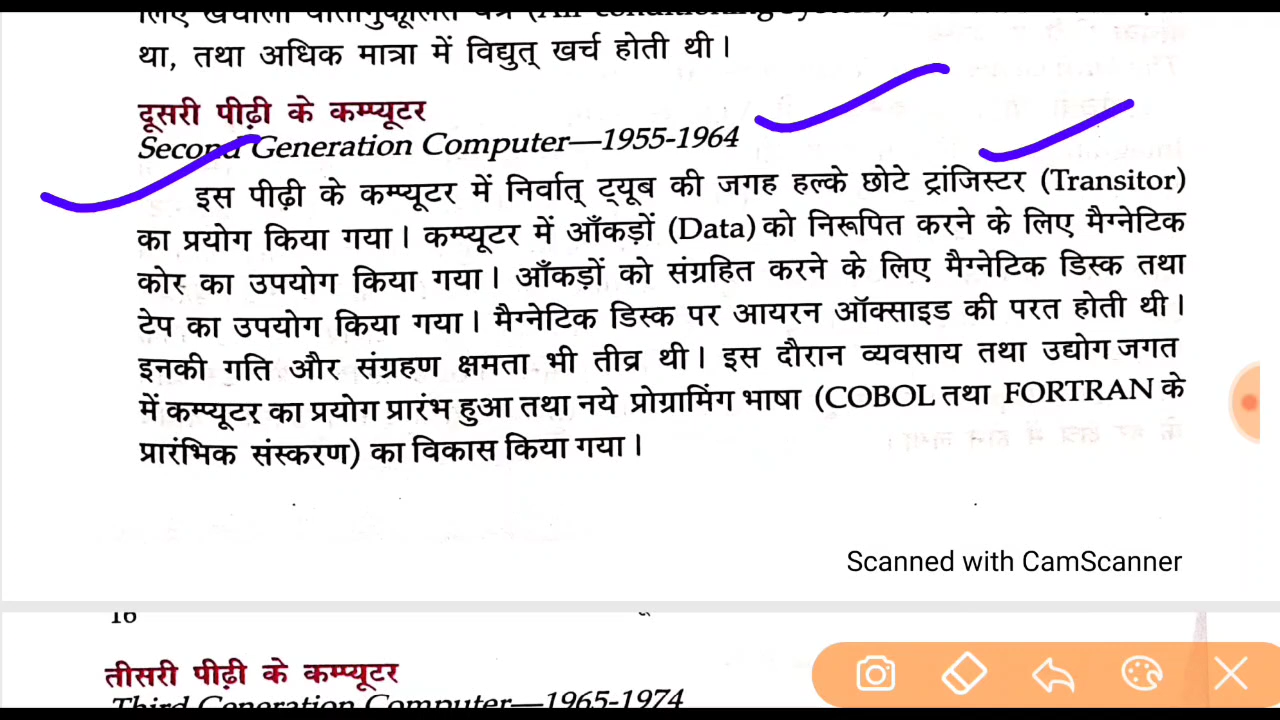 था, तथा अधिक मात्रा में विद्युत् खर्च होती थी।
दूसरी पीढ़ी के कम्प्यूटर
Second Generation Computer—1955-1964
इस पीढ़ी के कम्प्यूटर में निर्वात् ट्यूब की जगह हल्के छोटे ट्रांजिस्टर (Transitor)
का प्रयोग किया गया। कम्प्यूटर में आँकड़ों (Data) को निरूपित करने के लिए मैग्नेटिक
कोर का उपयोग किया गया। आँकड़ों को संग्रहित करने के लिए मैग्नेटिक डिस्क तथा
टेप का उपयोग किया गया। मैग्नेटिक डिस्क पर आयरन ऑक्साइड की परत होती थी।
इनकी गति और संग्रहण क्षमता भी तीव्र थी। इस दौरान व्यवसाय तथा उद्योग जगत
में कम्प्यूटर का प्रयोग प्रारंभ हुआ तथा नये प्रोग्रामिंग भाषा (COBOL तथा FORTRAN के
प्रारंभिक संस्करण) का विकास किया गया।
Scanned with CamScanner
16
तीसरी पीढ़ी के कम्प्यूटर
Third Generation Computer—1965-1974